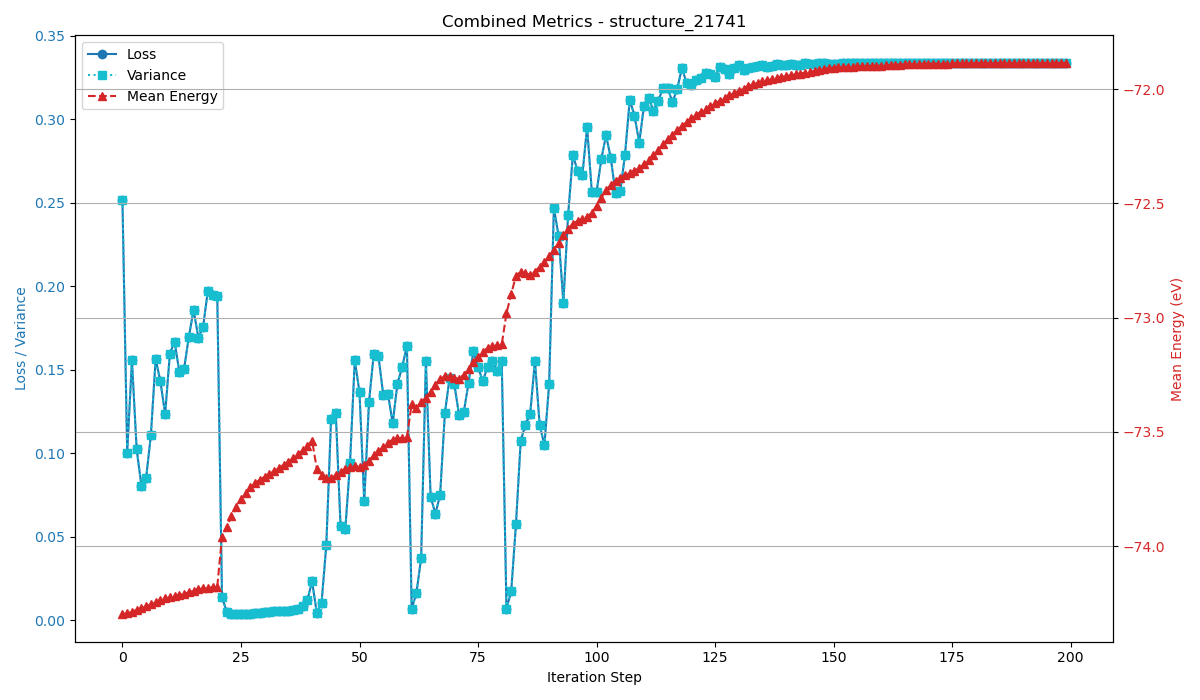 Combined Metrics - structure_21741
Loss
Variance
Mean Energy
0.35
0.30
0.25
0.20
0.15
0.10
0.05
0.00
Loss / Variance
−72.0
−72.5
−73.0
−73.5
−74.0
Mean Energy (eV)
0 25 50 75 100 125 150 175 200
Iteration Step